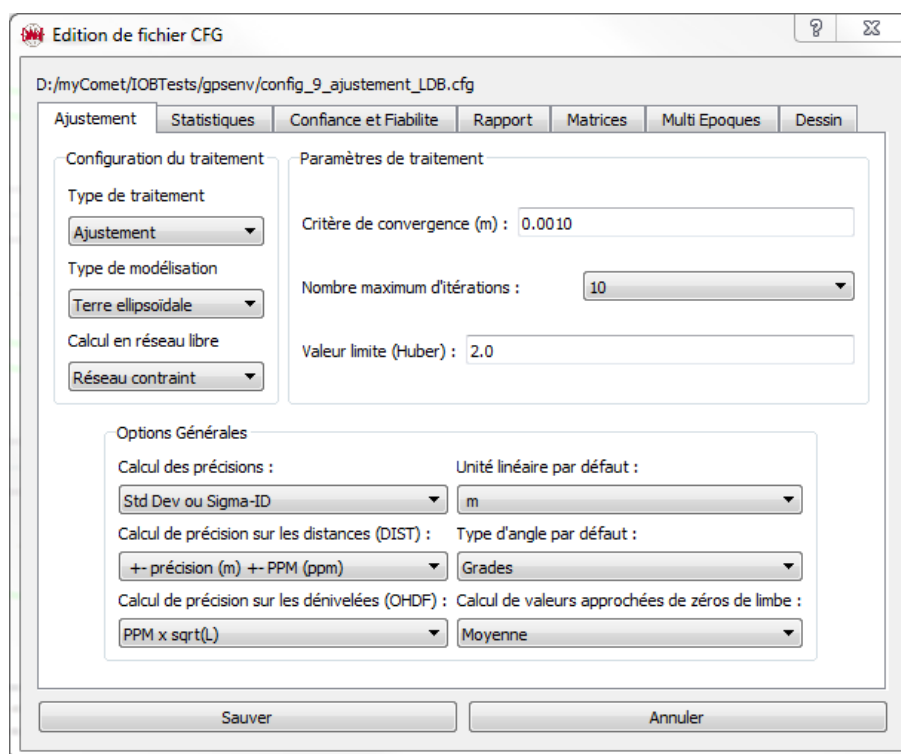 Edition de fichier CFG
D:/myComet/IOBTests/gpsenv/config_9_ajustement_LDB.cfg
Ajustement Statistiques Confiance et Fiabilite Rapport Matrices Multi Epoques Dessin
Configuration du traitement
Type de traitement
Ajustement
Type de modélisation
Terre ellipsoïdale
Calcul en réseau libre
Réseau contraint
Paramètres de traitement
Critère de convergence (m) : 0.0010
Nombre maximum d'itérations : 10
Valeur limite (Huber) : 2.0
Options Générales
Calcul des précisions : Unité linéaire par défaut :
Std Dev ou Sigma-ID m
Calcul de précision sur les distances (DIST) : Type d'angle par défaut :
+- précision (m) +- PPM (ppm) Grades
Calcul de précision sur les dénivelées (OHDF) : Calcul de valeurs approchées de zéros de limbe :
PPM x sqrt(L) Moyenne
Sauver Annuler